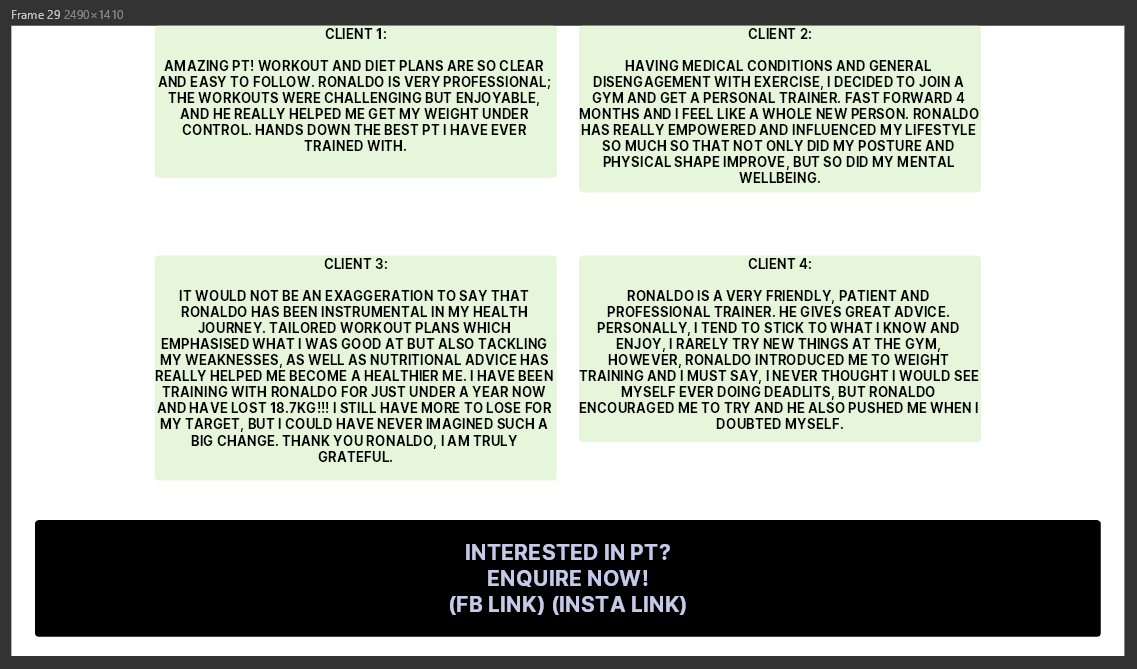 Frame 29 2490×1410
CLIENT 1:
AMAZING PT! WORKOUT AND DIET PLANS ARE SO CLEAR
AND EASY TO FOLLOW. RONALDO IS VERY PROFESSIONAL;
THE WORKOUTS WERE CHALLENGING BUT ENJOYABLE,
AND HE REALLY HELPED ME GET MY WEIGHT UNDER
CONTROL. HANDS DOWN THE BEST PT I HAVE EVER
TRAINED WITH.
CLIENT 2:
HAVING MEDICAL CONDITIONS AND GENERAL
DISENGAGEMENT WITH EXERCISE, I DECIDED TO JOIN A
GYM AND GET A PERSONAL TRAINER. FAST FORWARD 4
MONTHS AND I FEEL LIKE A WHOLE NEW PERSON. RONALDO
HAS REALLY EMPOWERED AND INFLUENCED MY LIFESTYLE
SO MUCH SO THAT NOT ONLY DID MY POSTURE AND
PHYSICAL SHAPE IMPROVE, BUT SO DID MY MENTAL
WELLBEING.
CLIENT 3:
IT WOULD NOT BE AN EXAGGERATION TO SAY THAT
RONALDO HAS BEEN INSTRUMENTAL IN MY HEALTH
JOURNEY. TAILORED WORKOUT PLANS WHICH
EMPHASISED WHAT I WAS GOOD AT BUT ALSO TACKLING
MY WEAKNESSES, AS WELL AS NUTRITIONAL ADVICE HAS
REALLY HELPED ME BECOME A HEALTHIER ME. I HAVE BEEN
TRAINING WITH RONALDO FOR JUST UNDER A YEAR NOW
AND HAVE LOST 18.7KG!!! I STILL HAVE MORE TO LOSE FOR
MY TARGET, BUT I COULD HAVE NEVER IMAGINED SUCH A
BIG CHANGE. THANK YOU RONALDO, I AM TRULY
GRATEFUL.
CLIENT 4:
RONALDO IS A VERY FRIENDLY, PATIENT AND
PROFESSIONAL TRAINER. HE GIVES GREAT ADVICE.
PERSONALLY, I TEND TO STICK TO WHAT I KNOW AND
ENJOY, I RARELY TRY NEW THINGS AT THE GYM,
HOWEVER, RONALDO INTRODUCED ME TO WEIGHT
TRAINING AND I MUST SAY, I NEVER THOUGHT I WOULD SEE
MYSELF EVER DOING DEADLITS, BUT RONALDO
ENCOURAGED ME TO TRY AND HE ALSO PUSHED ME WHEN I
DOUBTED MYSELF.
INTERESTED IN PT?
ENQUIRE NOW!
(FB LINK) (INSTA LINK)